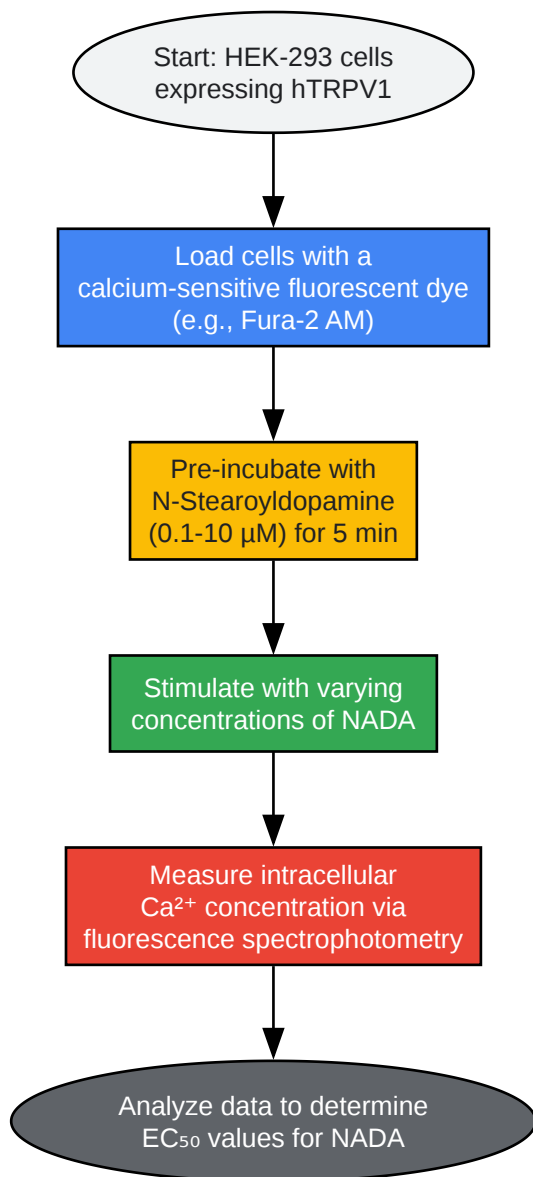 Start: HEK-293 cells
expressing hTRPV1
Load cells with a
calcium-sensitive fluorescent dye
(e.g., Fura-2 AM)
Pre-incubate with
N-Stearoyldopamine
(0.1-10 µM) for 5 min
Stimulate with varying
concentrations of NADA
Measure intracellular
Ca²⁺ concentration via
fluorescence spectrophotometry
Analyze data to determine
EC₅₀ values for NADA